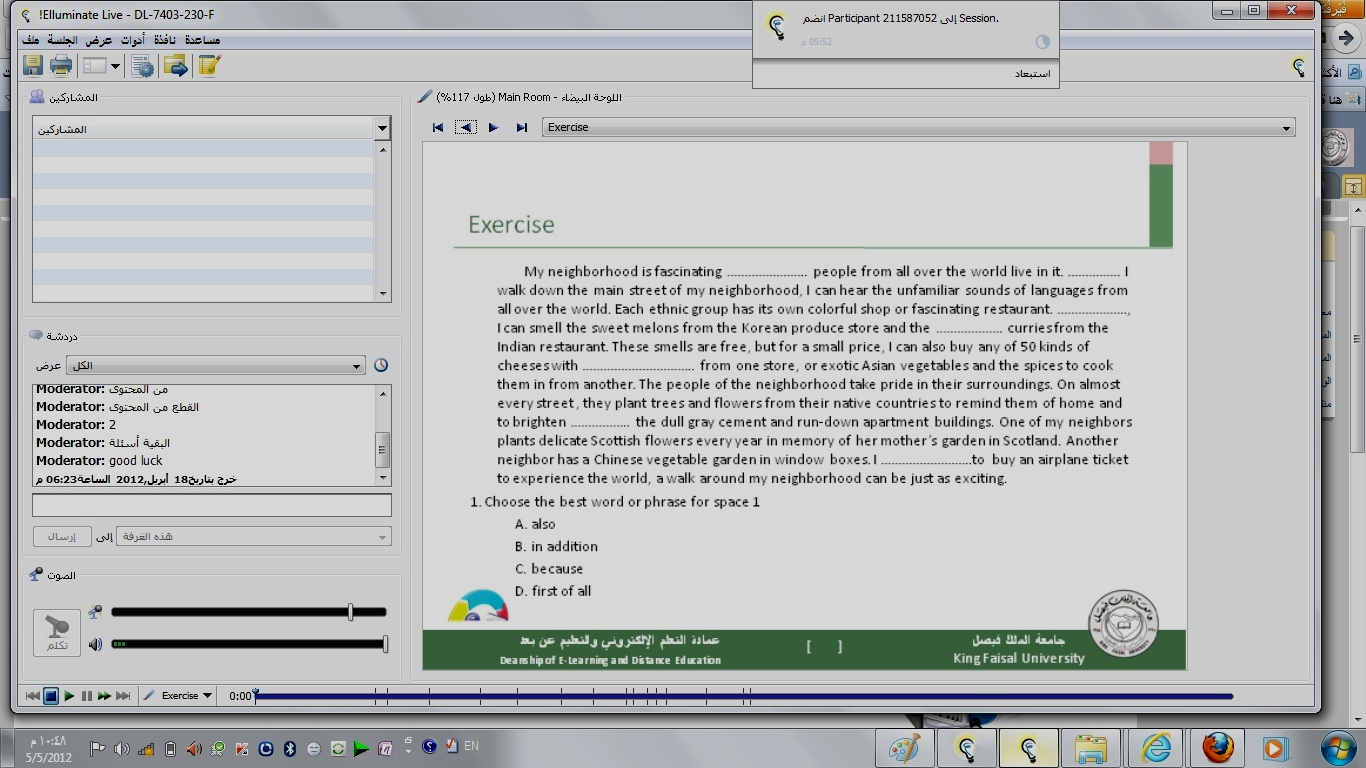 !Elluminate Live - DL-7403-230-F
انضم Participant 211587052 إلى Session.
05:52 م
استبعاد
ملف الجلسة عرض أدوات نافذة مساعدة
المشاركين
المشاركين
اللوحة البيضاء - Main Room (طول 117%)
Exercise
Exercise
My neighborhood is fascinating ........................ people from all over the world live in it. ................ I
walk down the main street of my neighborhood, I can hear the unfamiliar sounds of languages from
all over the world. Each ethnic group has its own colorful shop or fascinating restaurant. .....................,
I can smell the sweet melons from the Korean produce store and the .................... curries from the
Indian restaurant. These smells are free, but for a small price, I can also buy any of 50 kinds of
cheeses with .................................. from one store, or exotic Asian vegetables and the spices to cook
them in from another. The people of the neighborhood take pride in their surroundings. On almost
every street, they plant trees and flowers from their native countries to remind them of home and
to brighten .................. the dull gray cement and run-down apartment buildings. One of my neighbors
plants delicate Scottish flowers every year in memory of her mother's garden in Scotland. Another
neighbor has a Chinese vegetable garden in window boxes. I ...........................to buy an airplane ticket
to experience the world, a walk around my neighborhood can be just as exciting.
1. Choose the best word or phrase for space 1
A. also
B. in addition
C. because
D. first of all
عمادة التعلم الإلكتروني والتعليم عن بعد
Deanship of E-Learning and Distance Education
[ ]
جامعة الملك فيصل
King Faisal University
دردشة
عرض الكل
Moderator: من المحتوى
Moderator: القطع من المحتوى
Moderator: 2
Moderator: البقية أسئلة
Moderator: good luck
خرج بتاريخ18 أبريل,2012 الساعة06:23 م
إرسال إلى هذه الغرفة
الصوت
تكلم
Exercise 0:00
١٠:٤٨ م
5/5/2012
EN